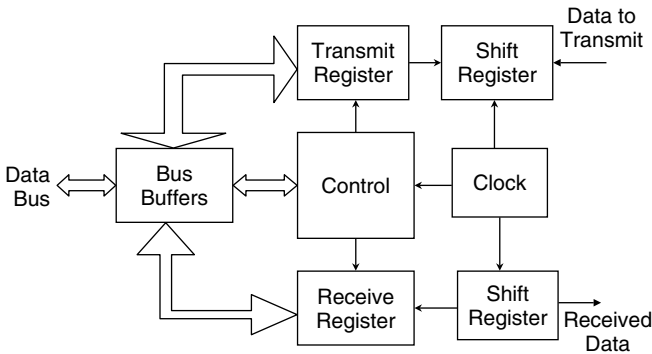 Data to
Transmit
Transmit
Register
Shift
Register
Data
Bus
Bus
Buffers
Control
Clock
Receive
Register
Shift
Register
Received
Data